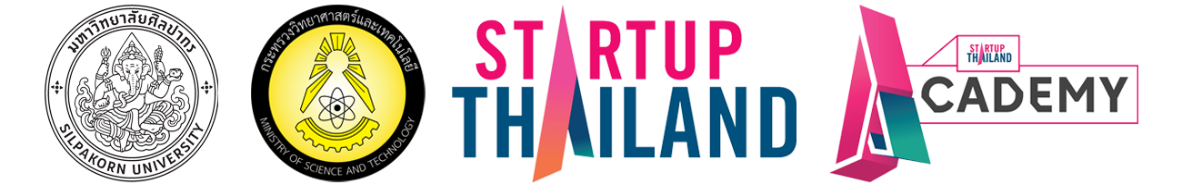 มหาวิทยาลัยศิลปากร
SILPAKORN UNIVERSITY
กระทรวงวิทยาศาสตร์และเทคโนโลยี
MINISTRY OF SCIENCE AND TECHNOLOGY
STARTUP
THAILAND
STARTUP
THAILAND
ACADEMY